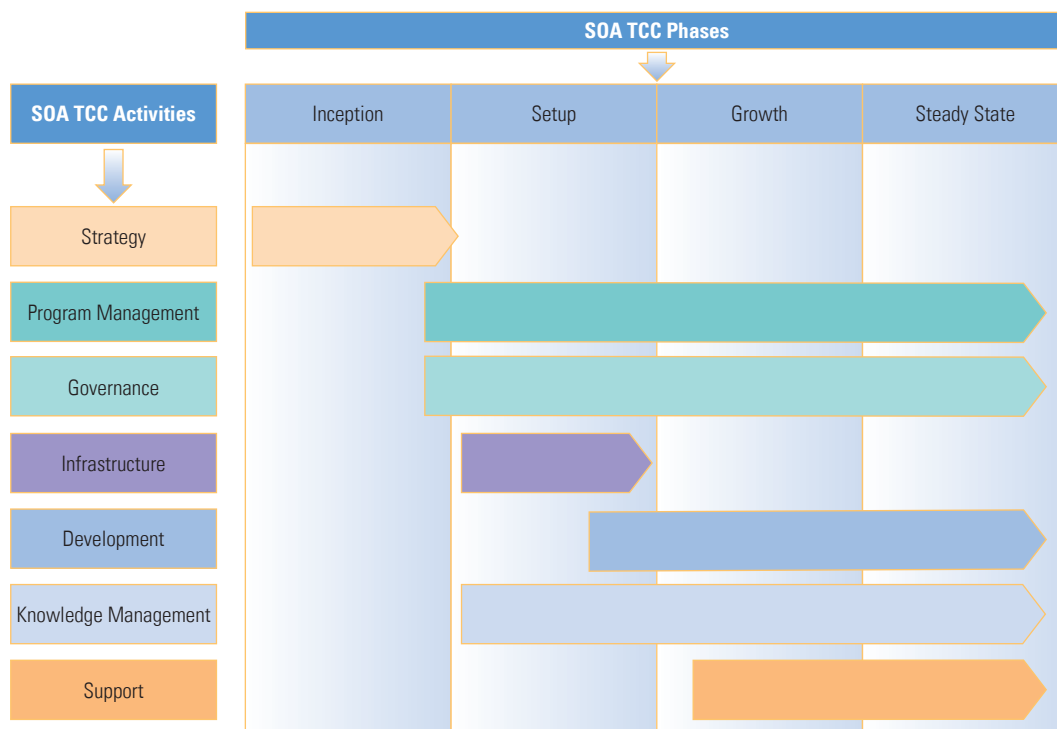 SOA TCC Phases
SOA TCC Activities
Inception
Setup
Growth
Steady State
Strategy
Program Management
Governance
Infrastructure
Development
Knowledge Management
Support